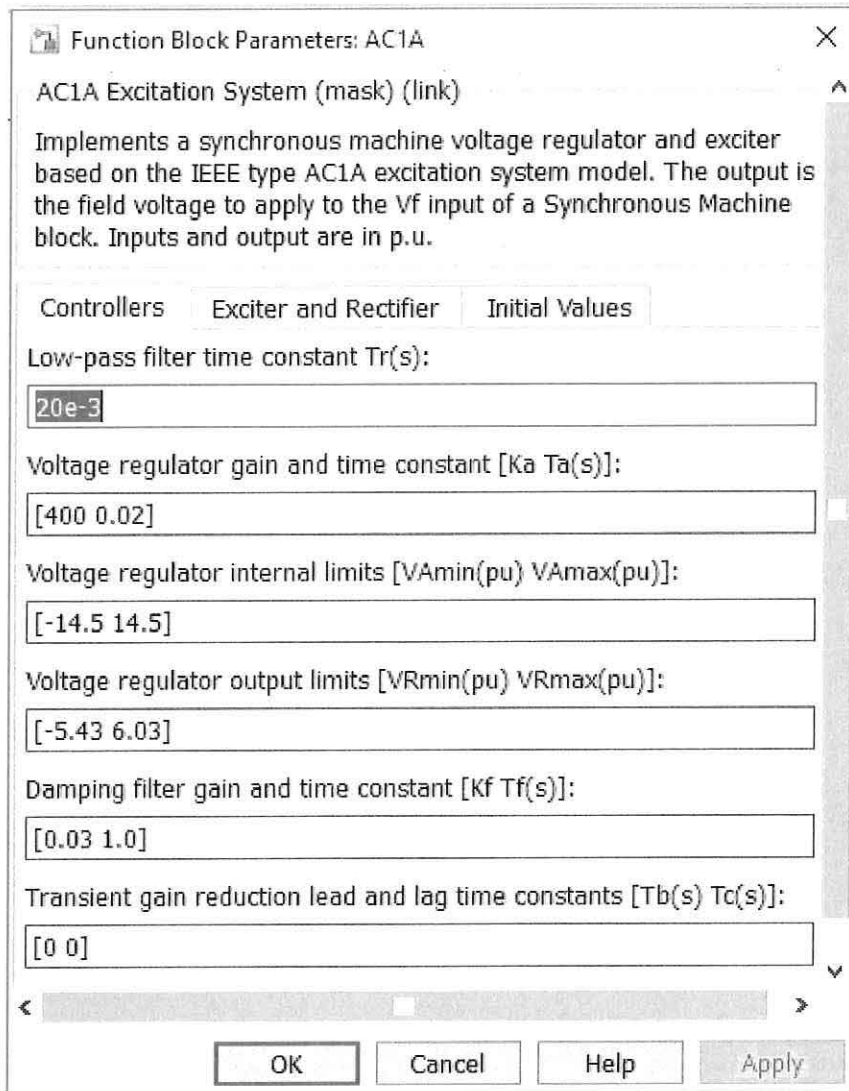 Function Block Parameters: AC1A
AC1A Excitation System (mask) (link)
Implements a synchronous machine voltage regulator and exciter
based on the IEEE type AC1A excitation system model. The output is
the field voltage to apply to the Vf input of a Synchronous Machine
block. Inputs and output are in p.u.
Controllers Exciter and Rectifier Initial Values
Low-pass filter time constant Tr(s):
20e-3
Voltage regulator gain and time constant [Ka Ta(s)]:
[400 0.02]
Voltage regulator internal limits [VAmin(pu) VAmax(pu)]:
[-14.5 14.5]
Voltage regulator output limits [VRmin(pu) VRmax(pu)]:
[-5.43 6.03]
Damping filter gain and time constant [Kf Tf(s)]:
[0.03 1.0]
Transient gain reduction lead and lag time constants [Tb(s) Tc(s)]:
[0 0]
OK Cancel Help Apply